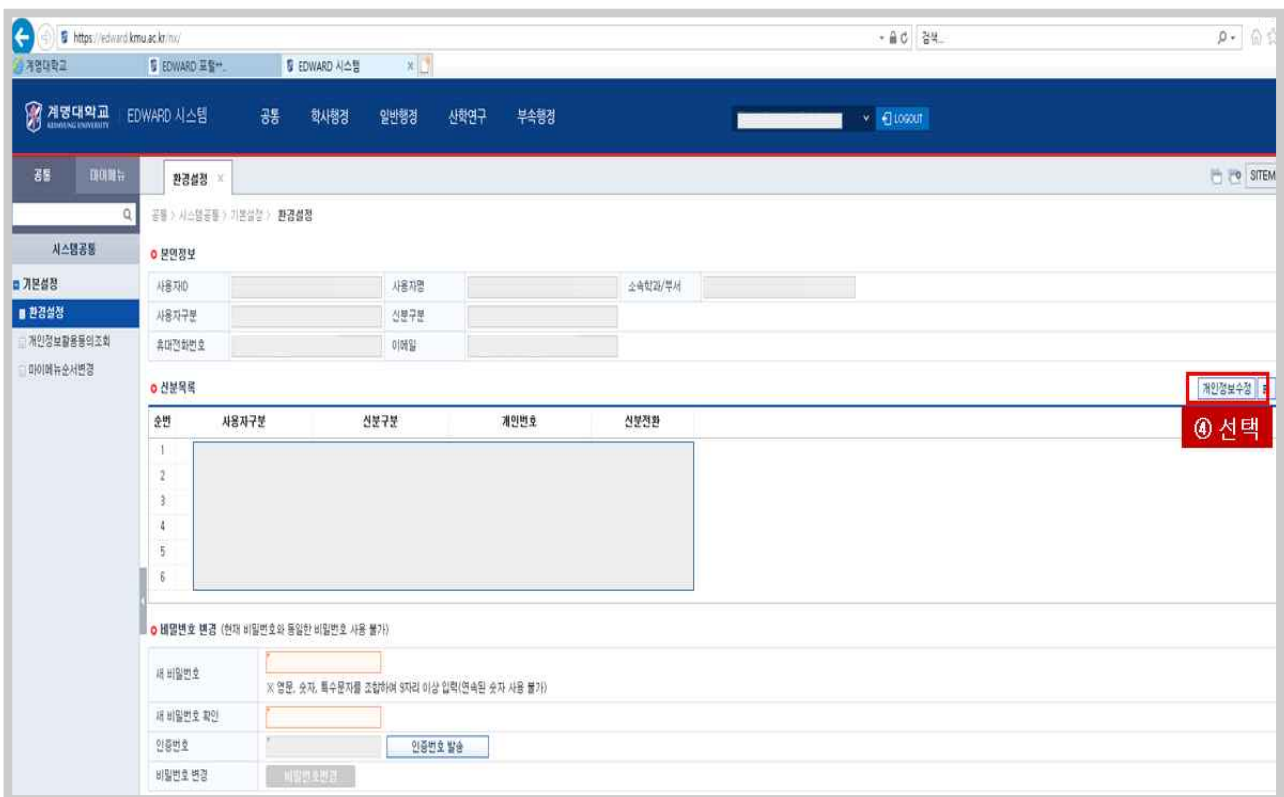 https://edward.kmu.ac.kr/nx/
검색...
계명대학교
EDWARD 포털**_
EDWARD 시스템
계명대학교
KEIMYUNG UNIVERSITY
EDWARD 시스템
공통
학사행정
일반행정
산학연구
부속행정
LOGOUT
공통
마이메뉴
환경설정
SITEM
공통 > 시스템공통 > 기본설정 > 환경설정
시스템공통
기본설정
환경설정
개인정보활용동의조회
마이메뉴순서변경
본인정보
사용자ID
사용자명
소속학과/부서
사용자구분
신분구분
휴대전화번호
이메일
신분목록
개인정보수정
④ 선택
순번
사용자구분
신분구분
개인번호
신분전환
1
2
3
4
5
6
비밀번호 변경 (현재 비밀번호와 동일한 비밀번호 사용 불가)
새 비밀번호
※ 영문, 숫자, 특수문자를 조합하여 9자리 이상 입력(연속된 숫자 사용 불가)
새 비밀번호 확인
인증번호
인증번호 발송
비밀번호 변경
비밀번호변경